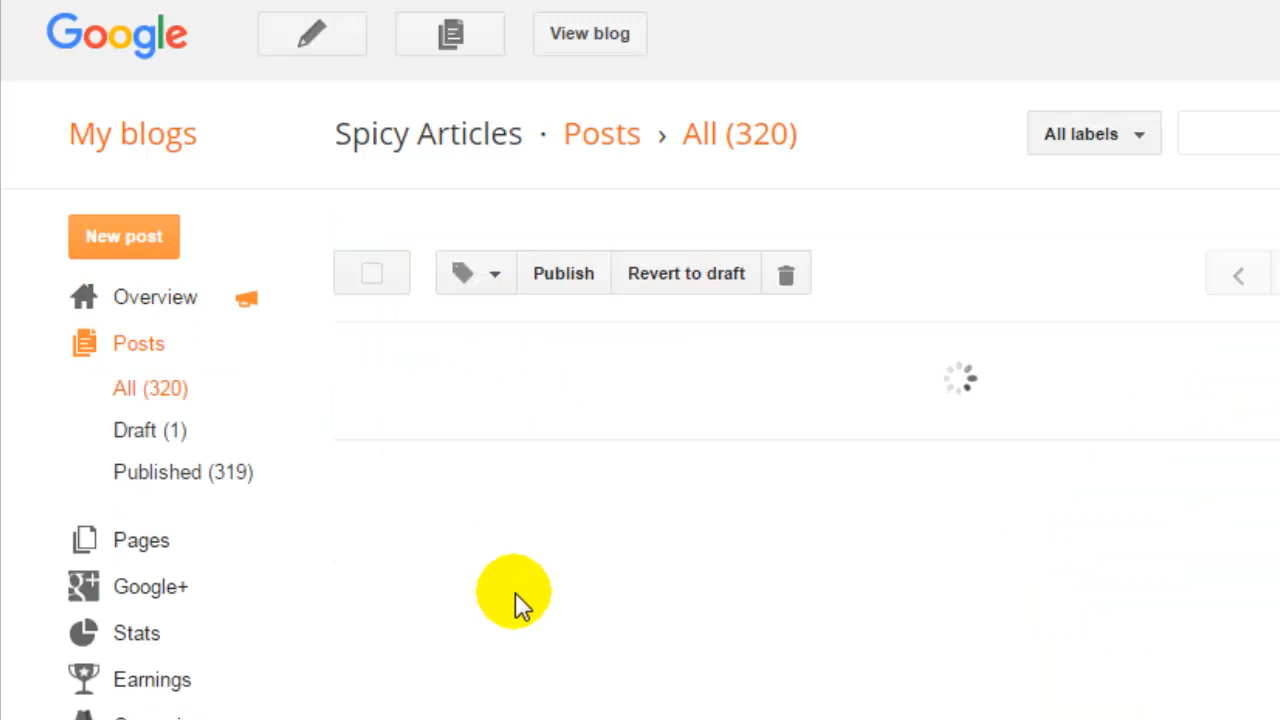 Google
View blog
My blogs
Spicy Articles · Posts › All (320)
All labels
New post
Publish
Revert to draft
Overview
Posts
All (320)
Draft (1)
Published (319)
Pages
Google+
Stats
Earnings